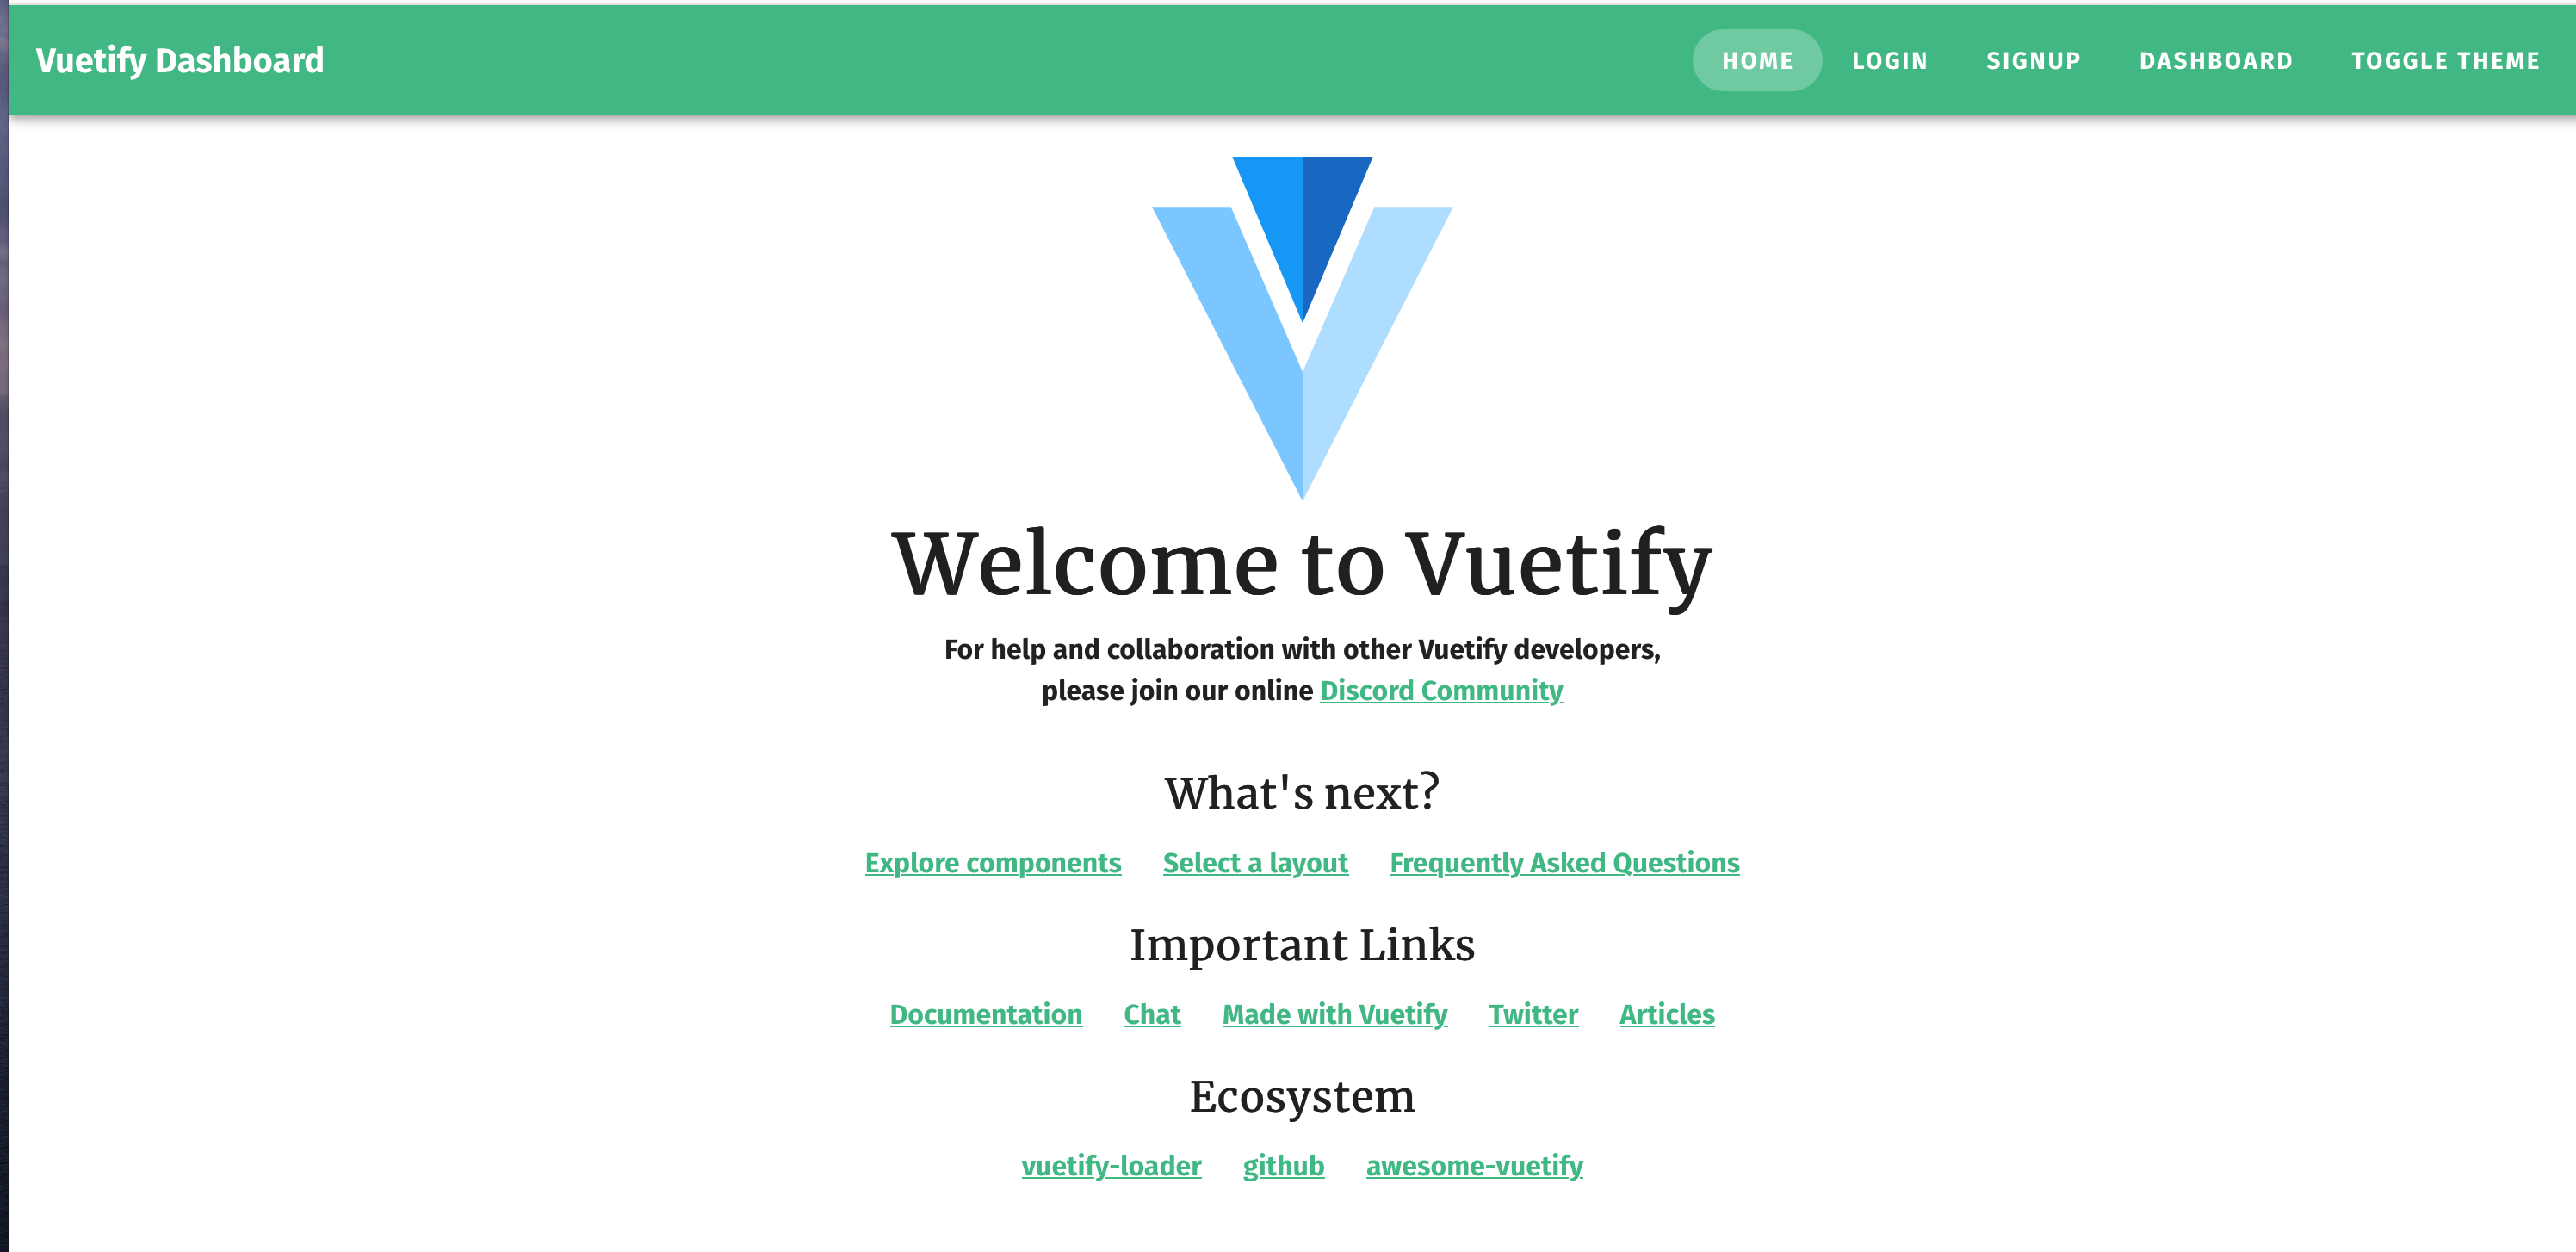 Vuetify Dashboard HOME LOGIN SIGNUP DASHBOARD TOGGLE THEME
Welcome to Vuetify
For help and collaboration with other Vuetify developers,
please join our online Discord Community
What's next?
Explore components Select a layout Frequently Asked Questions
Important Links
Documentation Chat Made with Vuetify Twitter Articles
Ecosystem
vuetify-loader github awesome-vuetify